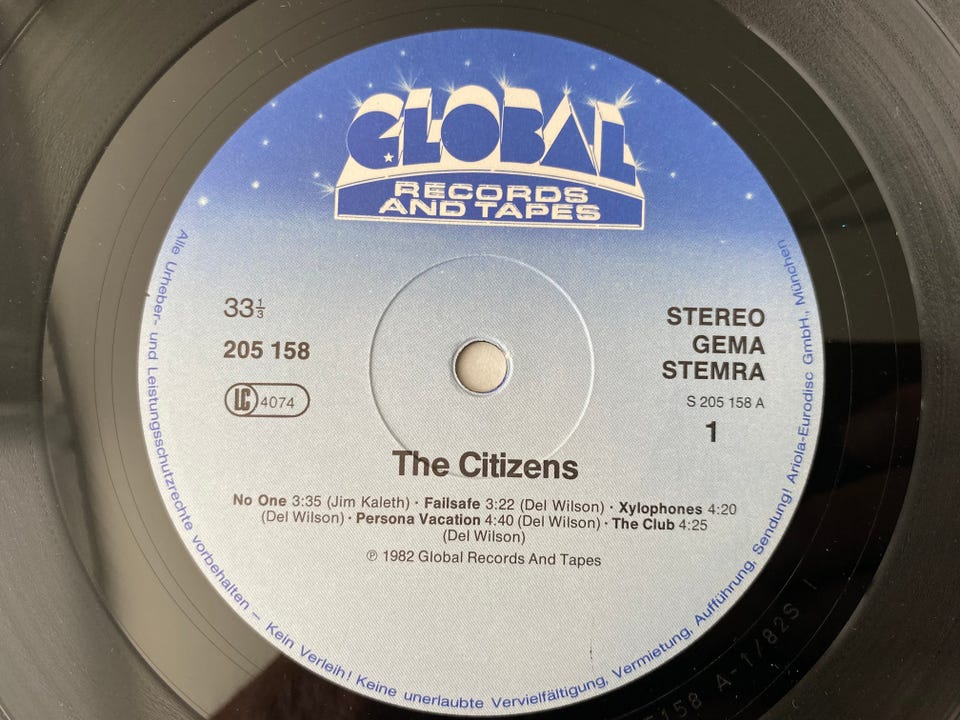 GLOBAL
RECORDS
AND TAPES
33⅓
205 158
LC 4074
STEREO
GEMA
STEMRA
S 205 158 A
1
The Citizens
No One 3:35 (Jim Kaleth) · Failsafe 3:22 (Del Wilson) · Xylophones 4:20
(Del Wilson) · Persona Vacation 4:40 (Del Wilson) · The Club 4:25
(Del Wilson)
℗ 1982 Global Records And Tapes
Alle Urheber- und Leistungsschutzrechte vorbehalten – Kein Verleih! Keine unerlaubte Vervielfältigung, Vermietung, Aufführung, Sendung! Ariola-Eurodisc GmbH., München
158 A-1/82S I